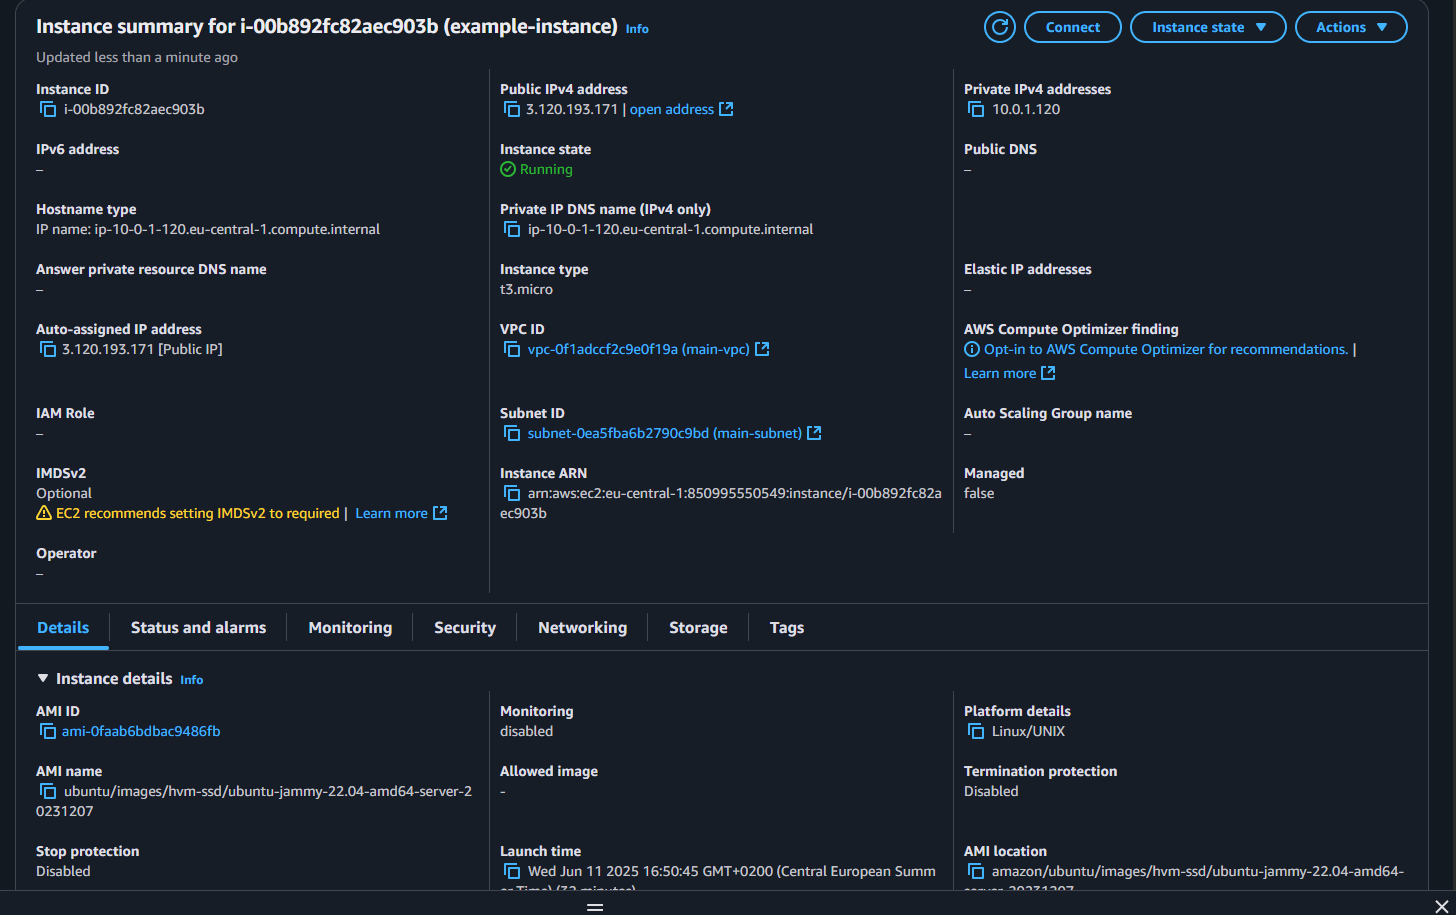 Instance summary for i-00b892fc82aec903b (example-instance) Info
Connect
Instance state
Actions
Updated less than a minute ago
Instance ID
i-00b892fc82aec903b
Public IPv4 address
3.120.193.171 | open address
Private IPv4 addresses
10.0.1.120
IPv6 address
–
Instance state
Running
Public DNS
–
Hostname type
IP name: ip-10-0-1-120.eu-central-1.compute.internal
Private IP DNS name (IPv4 only)
ip-10-0-1-120.eu-central-1.compute.internal
Answer private resource DNS name
–
Instance type
t3.micro
Elastic IP addresses
–
Auto-assigned IP address
3.120.193.171 [Public IP]
VPC ID
vpc-0f1adccf2c9e0f19a (main-vpc)
AWS Compute Optimizer finding
Opt-in to AWS Compute Optimizer for recommendations. |
Learn more
IAM Role
–
Subnet ID
subnet-0ea5fba6b2790c9bd (main-subnet)
Auto Scaling Group name
–
IMDSv2
Optional
EC2 recommends setting IMDSv2 to required | Learn more
Instance ARN
arn:aws:ec2:eu-central-1:850995550549:instance/i-00b892fc82a
ec903b
Managed
false
Operator
–
Details
Status and alarms
Monitoring
Security
Networking
Storage
Tags
Instance details Info
AMI ID
ami-0faab6bdbac9486fb
Monitoring
disabled
Platform details
Linux/UNIX
AMI name
ubuntu/images/hvm-ssd/ubuntu-jammy-22.04-amd64-server-2
0231207
Allowed image
-
Termination protection
Disabled
Stop protection
Disabled
Launch time
Wed Jun 11 2025 16:50:45 GMT+0200 (Central European Summ
er Time) (32 minutes)
AMI location
amazon/ubuntu/images/hvm-ssd/ubuntu-jammy-22.04-amd64-
server-20231207